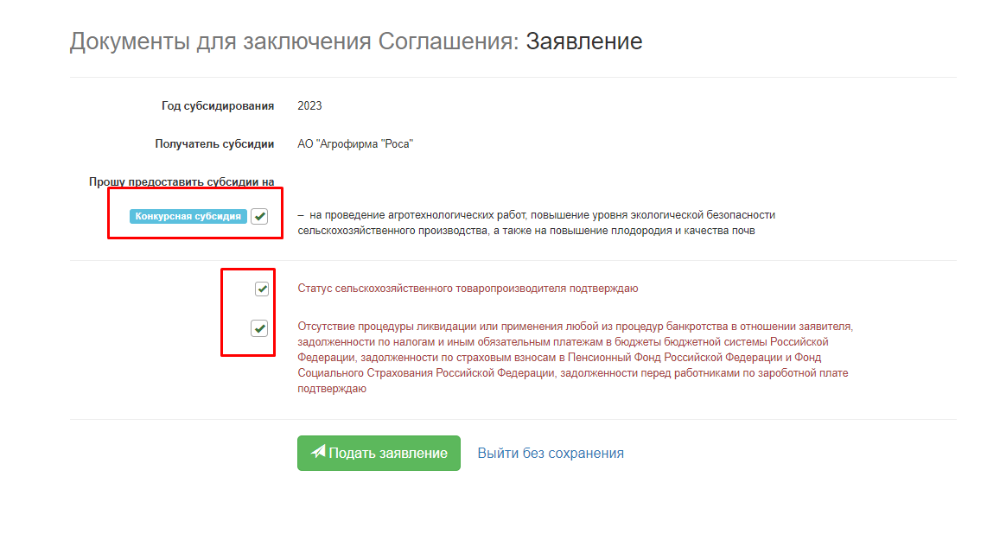 Документы для заключения Соглашения: Заявление
Год субсидирования 2023
Получатель субсидии АО "Агрофирма "Роса"
Прошу предоставить субсидии на
Конкурсная субсидия – на проведение агротехнологических работ, повышение уровня экологической безопасности
сельскохозяйственного производства, а также на повышение плодородия и качества почв
Статус сельскохозяйственного товаропроизводителя подтверждаю
Отсутствие процедуры ликвидации или применения любой из процедур банкротства в отношении заявителя,
задолженности по налогам и иным обязательным платежам в бюджеты бюджетной системы Российской
Федерации, задолженности по страховым взносам в Пенсионный Фонд Российской Федерации и Фонд
Социального Страхования Российской Федерации, задолженности перед работниками по зароботной плате
подтверждаю
Подать заявление Выйти без сохранения